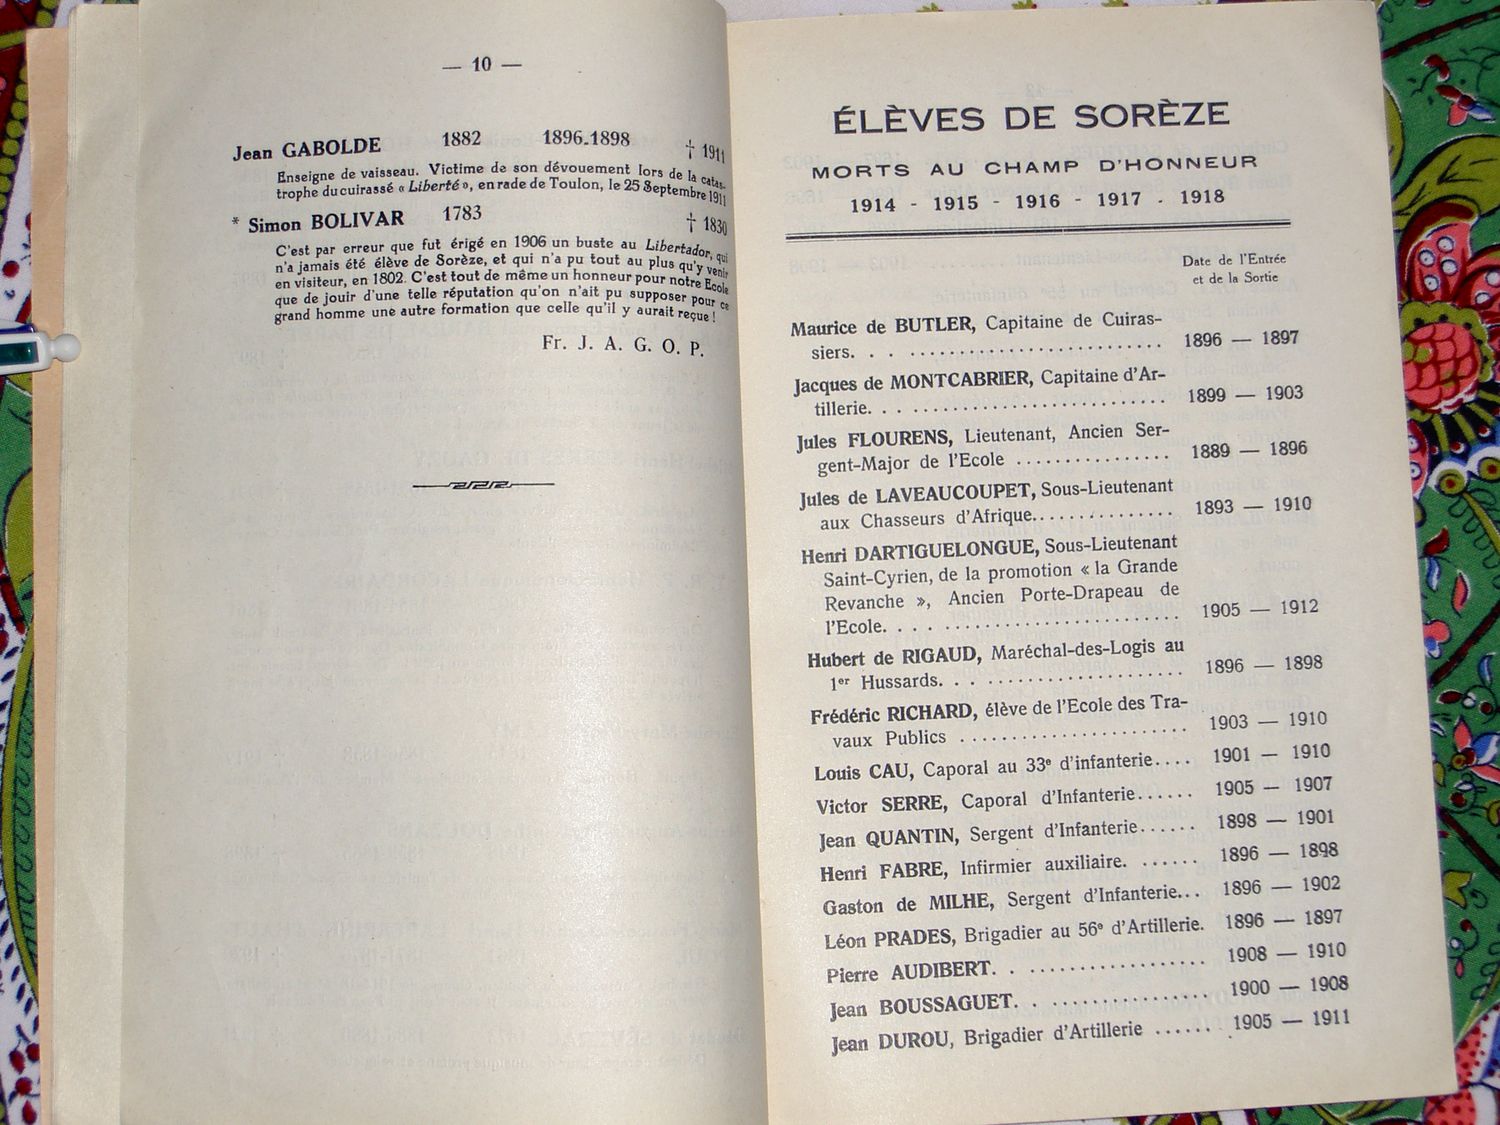 — 10 —
Jean GABOLDE 1882 1896-1898 † 1911
Enseigne de vaisseau. Victime de son dévouement lors de la catas-
trophe du cuirassé « Liberté », en rade de Toulon, le 25 Septembre 1911
* Simon BOLIVAR 1783 † 1830
C'est par erreur que fut érigé en 1906 un buste au Libertador, qui
n'a jamais été élève de Sorèze, et qui n'a pu tout au plus qu'y venir
en visiteur, en 1802. C'est tout de même un honneur pour notre Ecole
que de jouir d'une telle réputation qu'on n'ait pu supposer pour ce
grand homme une autre formation que celle qu'il y aurait reçue !
Fr. J. A. G. O. P.
ÉLÈVES DE SORÈZE
MORTS AU CHAMP D'HONNEUR
1914 - 1915 - 1916 - 1917 - 1918
Date de l'Entrée
et de la Sortie
Maurice de BUTLER, Capitaine de Cuiras-
siers. . . ............................ 1896 — 1897
Jacques de MONTCABRIER, Capitaine d'Ar-
tillerie. . . ............................ 1899 — 1903
Jules FLOURENS, Lieutenant, Ancien Ser-
gent-Major de l'Ecole ................ 1889 — 1896
Jules de LAVEAUCOUPET, Sous-Lieutenant
aux Chasseurs d'Afrique................ 1893 — 1910
Henri DARTIGUELONGUE, Sous-Lieutenant
Saint-Cyrien, de la promotion « la Grande
Revanche », Ancien Porte-Drapeau de
l'Ecole. . . . .......................... 1905 — 1912
Hubert de RIGAUD, Maréchal-des-Logis au
1er Hussards. . . ...................... 1896 — 1898
Frédéric RICHARD, élève de l'Ecole des Tra-
vaux Publics ........................ 1903 — 1910
Louis CAU, Caporal au 33e d'infanterie.... 1901 — 1910
Victor SERRE, Caporal d'Infanterie...... 1905 — 1907
Jean QUANTIN, Sergent d'Infanterie...... 1898 — 1901
Henri FABRE, Infirmier auxiliaire. ...... 1896 — 1898
Gaston de MILHE, Sergent d'Infanterie... 1896 — 1902
Léon PRADES, Brigadier au 56e d'Artillerie. 1896 — 1897
Pierre AUDIBERT. . .................... 1908 — 1910
Jean BOUSSAGUET. . .................. 1900 — 1908
Jean DUROU, Brigadier d'Artillerie ...... 1905 — 1911